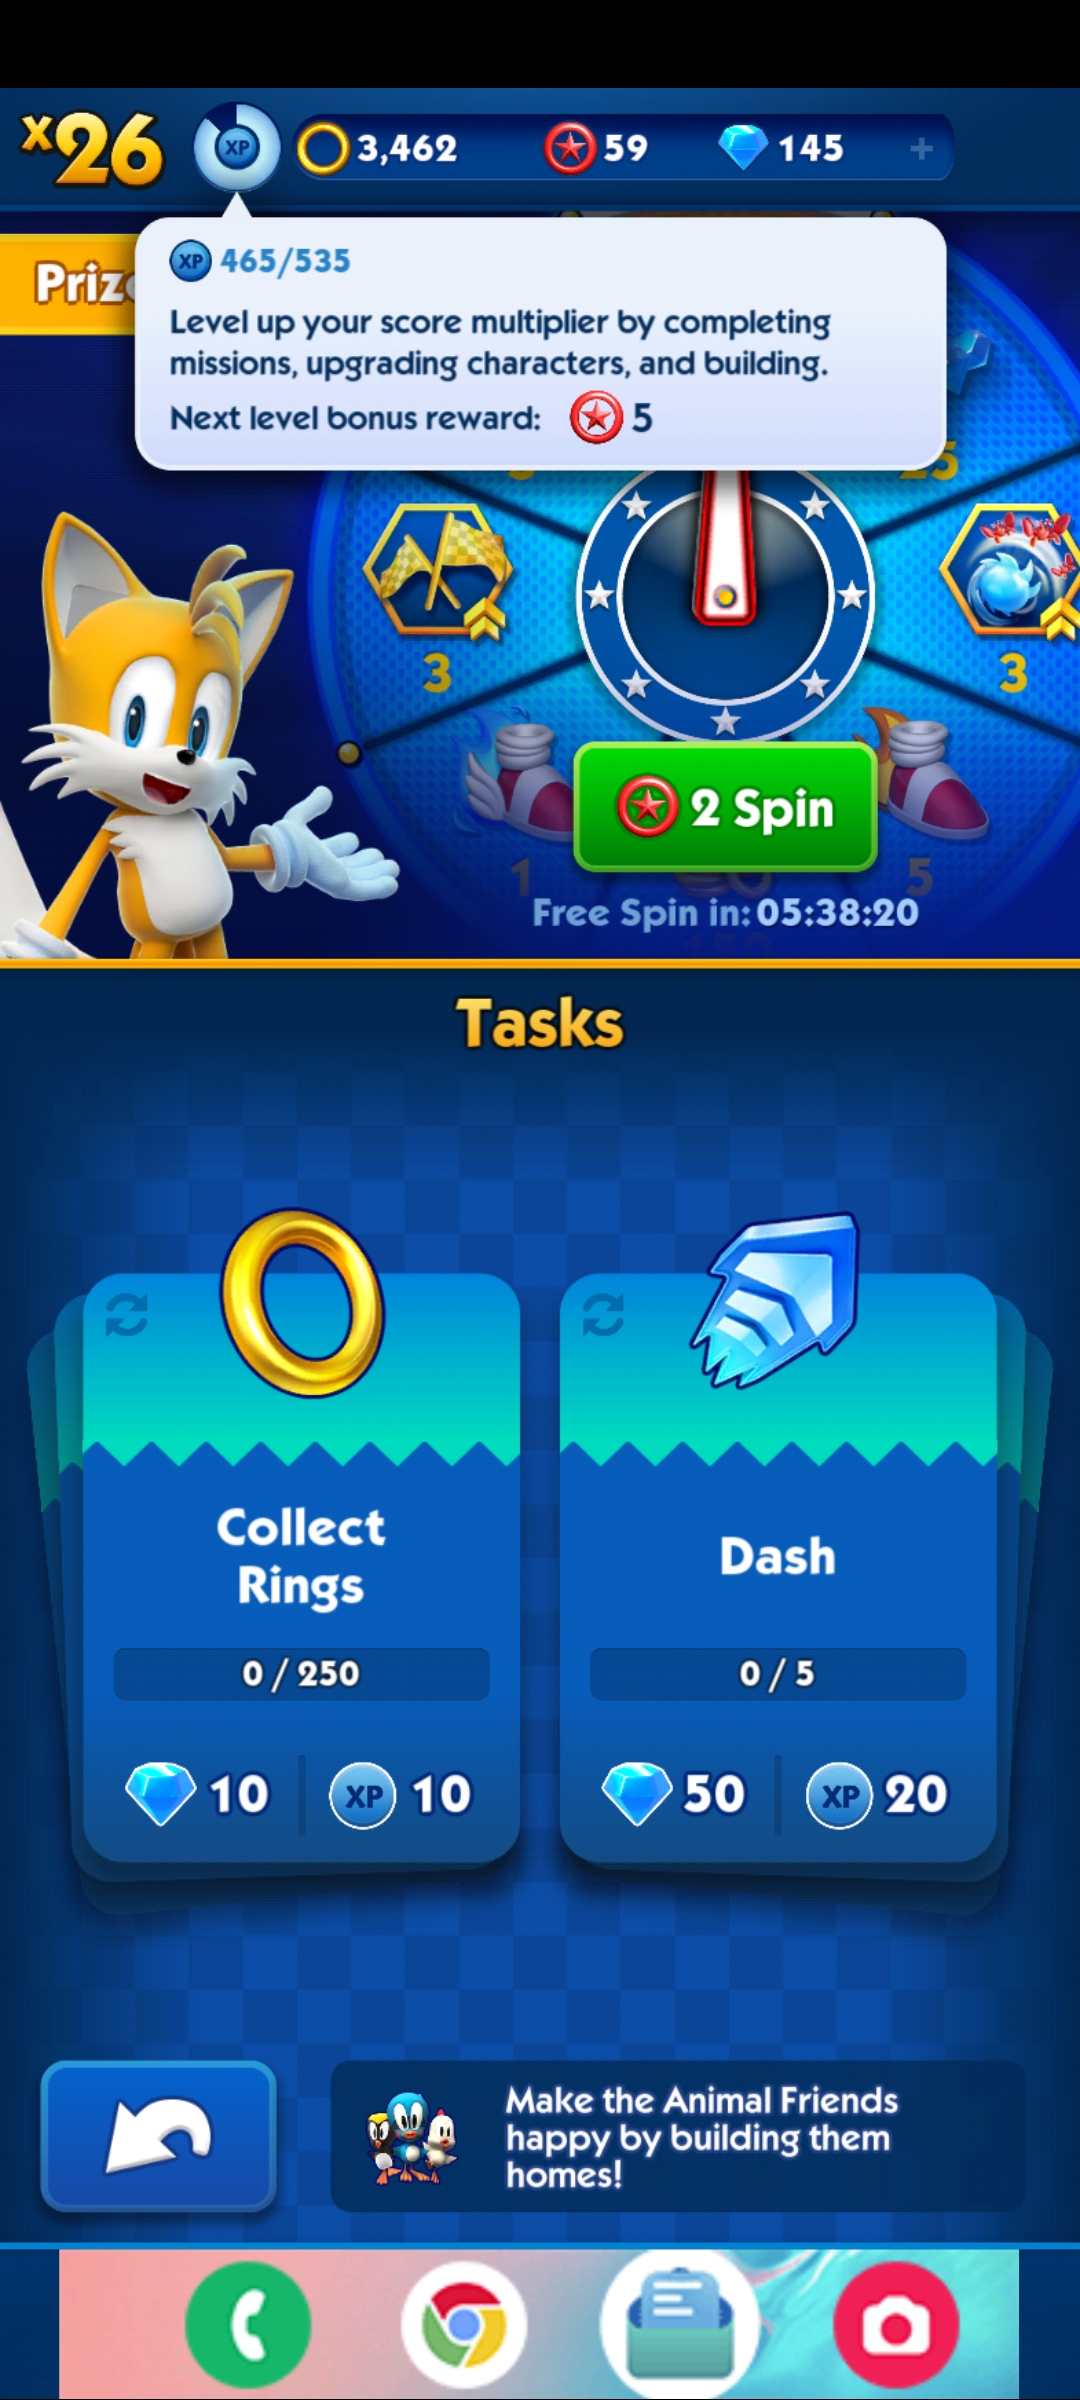 x26
XP
3,462
59
145
+
XP 465/535
Level up your score multiplier by completing
missions, upgrading characters, and building.
Next level bonus reward: 5
25
3
3
2 Spin
1
5
Free Spin in: 05:38:20
Tasks
Collect
Rings
0 / 250
10
XP 10
Dash
0 / 5
50
XP 20
Make the Animal Friends
happy by building them
homes!